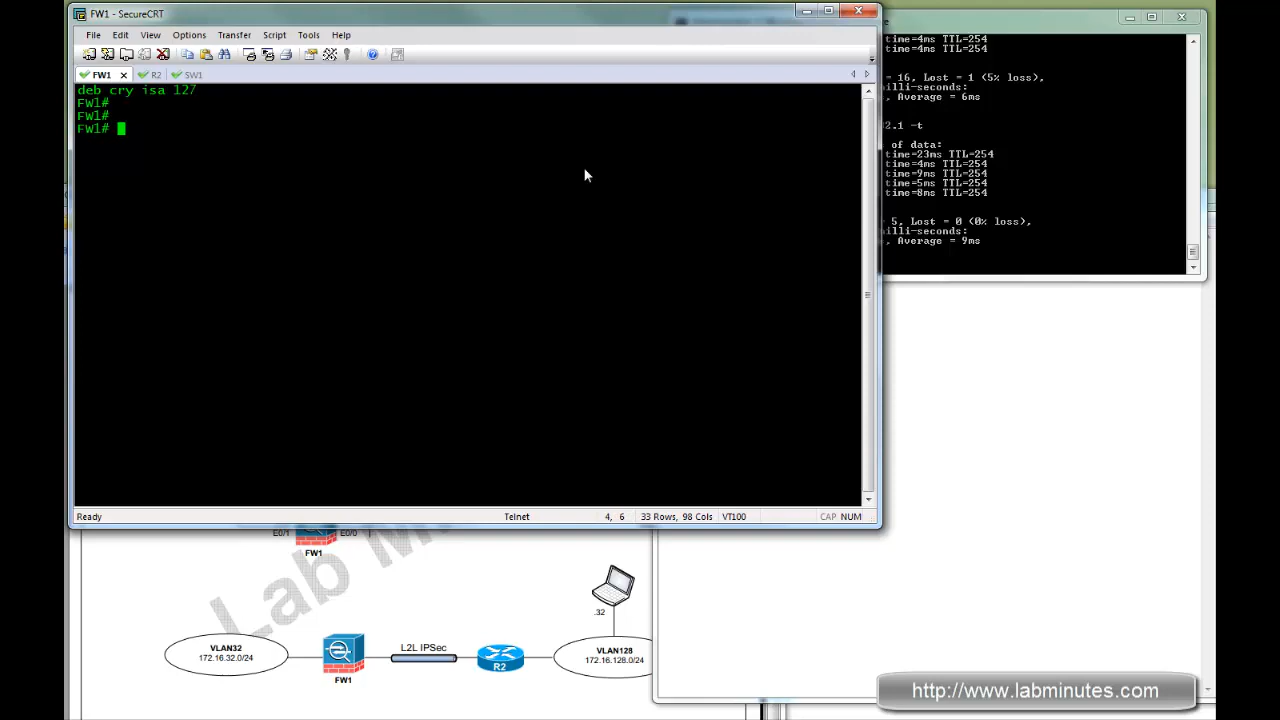 FW1 - SecureCRT
File Edit View Options Transfer Script Tools Help
FW1 R2 SW1
deb cry isa 127
FW1#
FW1#
FW1#
Ready Telnet 4, 6 33 Rows, 98 Cols VT100 CAP NUM
time=4ms TTL=254
time=4ms TTL=254
= 16, Lost = 1 (5% loss),
illi-seconds:
, Average = 6ms
2.1 -t
of data:
time=23ms TTL=254
time=4ms TTL=254
time=9ms TTL=254
time=5ms TTL=254
time=8ms TTL=254
5, Lost = 0 (0% loss),
illi-seconds:
, Average = 9ms
E0/1 E0/0
FW1
Lab M
.32
VLAN32
172.16.32.0/24
FW1
L2L IPSec
R2
VLAN128
172.16.128.0/24
http://www.labminutes.com